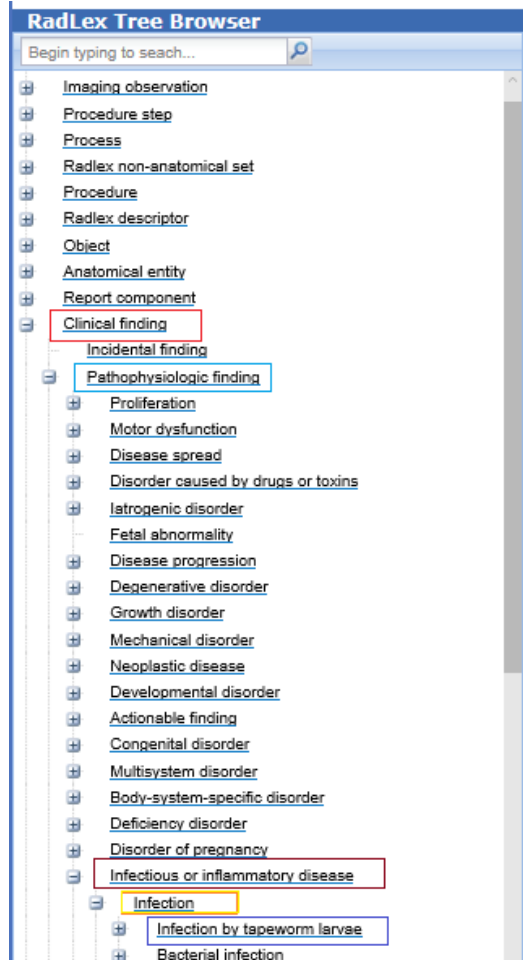 RadLex Tree Browser
Begin typing to seach...
Imaging observation
Procedure step
Process
Radlex non-anatomical set
Procedure
Radlex descriptor
Object
Anatomical entity
Report component
Clinical finding
Incidental finding
Pathophysiologic finding
Proliferation
Motor dysfunction
Disease spread
Disorder caused by drugs or toxins
Iatrogenic disorder
Fetal abnormality
Disease progression
Degenerative disorder
Growth disorder
Mechanical disorder
Neoplastic disease
Developmental disorder
Actionable finding
Congenital disorder
Multisystem disorder
Body-system-specific disorder
Deficiency disorder
Disorder of pregnancy
Infectious or inflammatory disease
Infection
Infection by tapeworm larvae
Bacterial infection